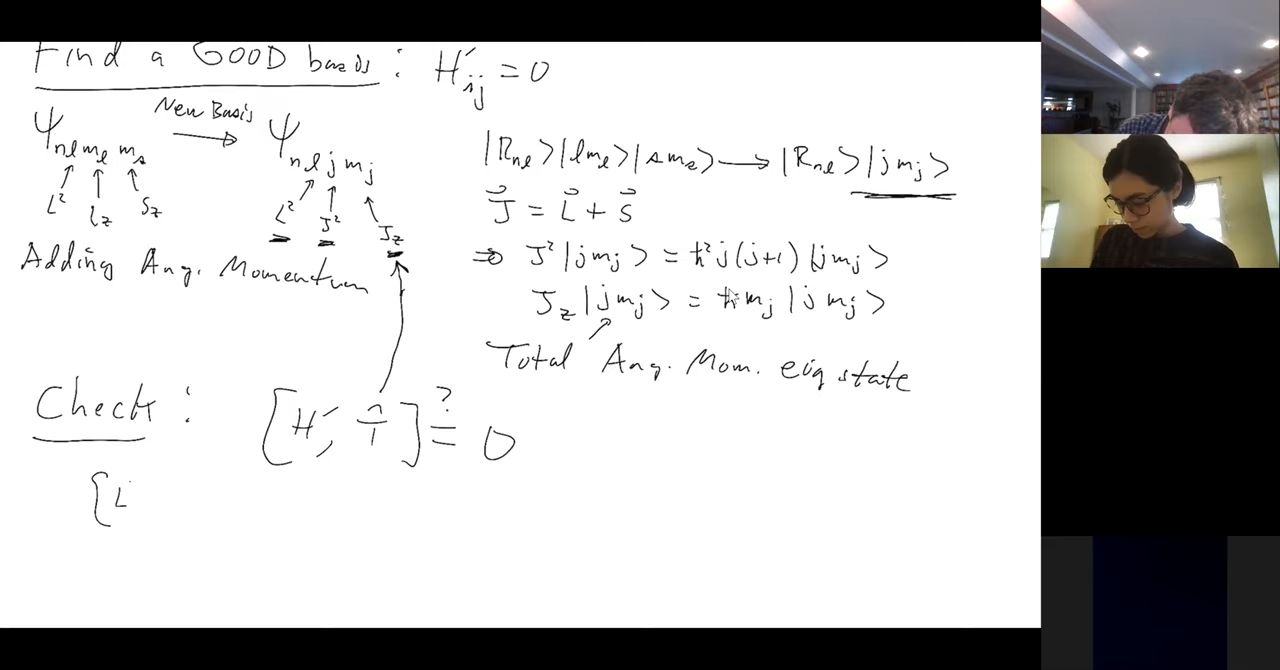 Find a GOOD basis : H'ij = 0
New Basis
ψnlmlms → ψnljmj
L² Lz Sz L² J² Jz
|Rnl>|lml>|sms> → |Rnl>|jmj>
J⃗ = L⃗ + S⃗
⇒ J²|jmj> = ħ²j(j+1)|jmj>
Jz|jmj> = ħmj|jmj>
Adding Ang. Momentum
Total Ang. Mom. eig state
Check : [H', T̂] ?= 0
[L